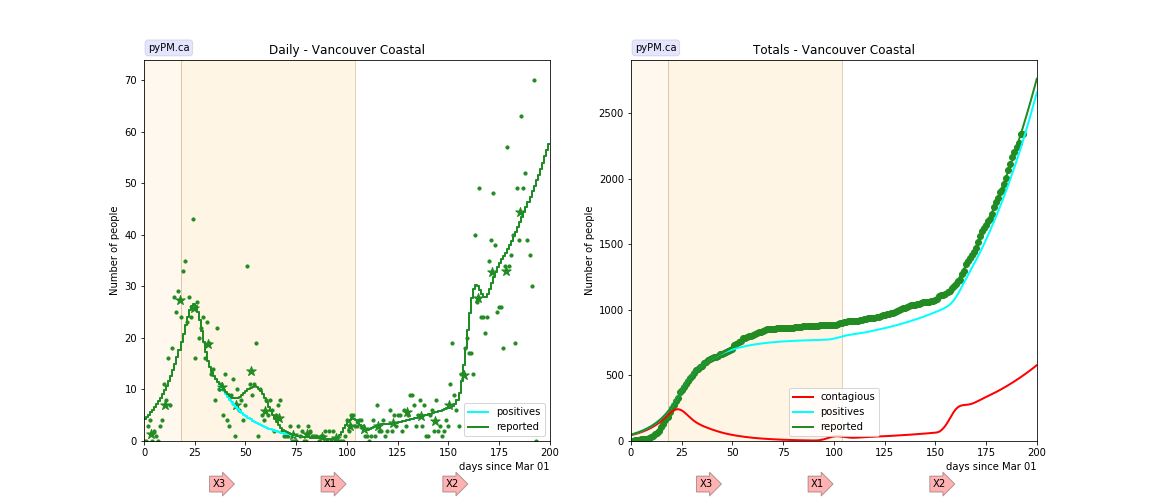 pyPM.ca
Daily - Vancouver Coastal
Number of people
70
60
50
40
30
20
10
0
0
25
50
75
100
125
150
175
200
days since Mar 01
positives
reported
X3
X1
X2
pyPM.ca
Totals - Vancouver Coastal
Number of people
2500
2000
1500
1000
500
0
0
25
50
75
100
125
150
175
200
days since Mar 01
contagious
positives
reported
X3
X1
X2